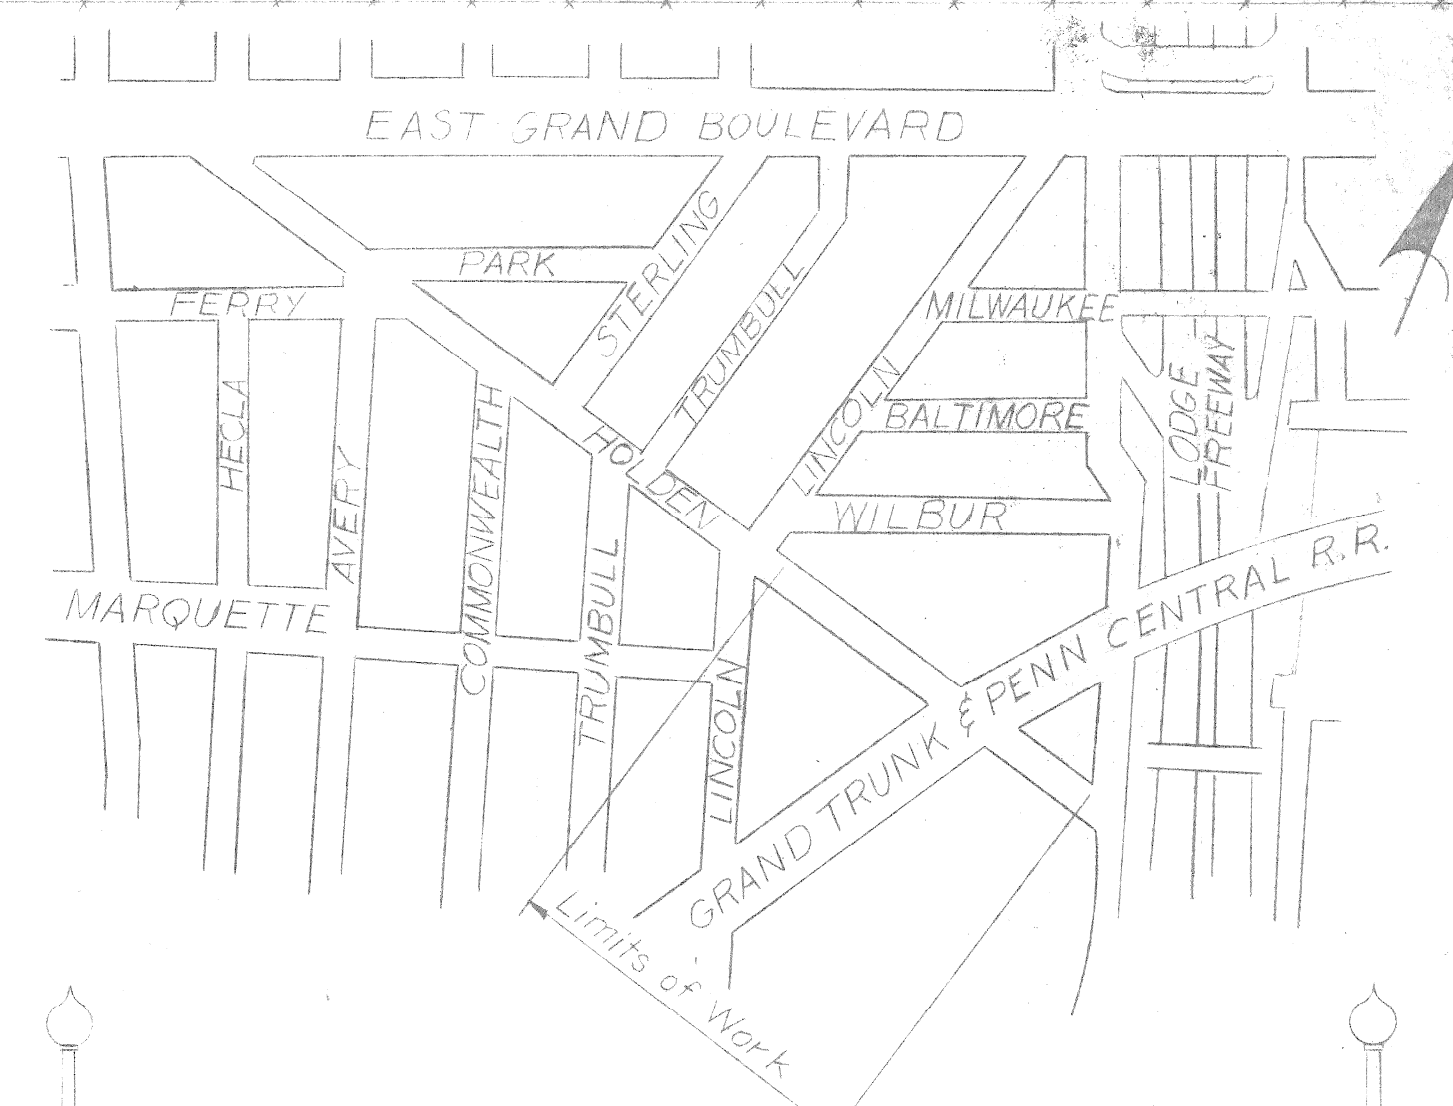 EAST GRAND BOULEVARD
STERLING
PARK
TRUMBULL
FERRY
MILWAUKEE
LODGE
FREEWAY
HECLA
AVERY
COMMONWEALTH
HOLDEN
LINCOLN
BALTIMORE
WILBUR
MARQUETTE
TRUMBULL
LINCOLN
GRAND TRUNK & PENN CENTRAL R.R.
Limits of Work